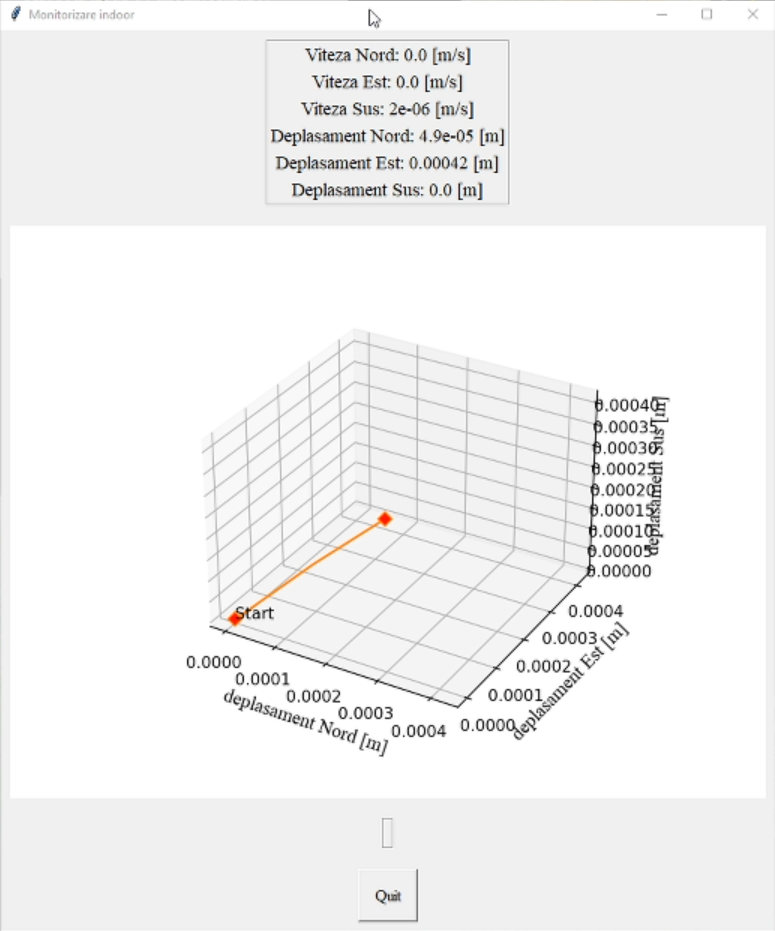 Monitorizare indoor
Viteza Nord: 0.0 [m/s]
Viteza Est: 0.0 [m/s]
Viteza Sus: 2e-06 [m/s]
Deplasament Nord: 4.9e-05 [m]
Deplasament Est: 0.00042 [m]
Deplasament Sus: 0.0 [m]
0.00040
0.00035
0.00030
0.00025
0.00020
0.00015
0.00010
0.00005
0.00000
deplasament Sus [m]
Start
0.0000
0.0001
0.0002
0.0003
0.0004
deplasament Nord [m]
0.0004
0.0003
0.0002
0.0001
0.0000
deplasament Est [m]
Quit